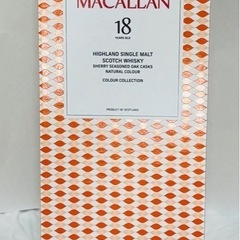 MACALLAN
18
YEARS OLD
HIGHLAND SINGLE MALT
SCOTCH WHISKY
SHERRY SEASONED OAK CASKS
NATURAL COLOUR
COLOUR COLLECTION
PRODUCT OF SCOTLAND